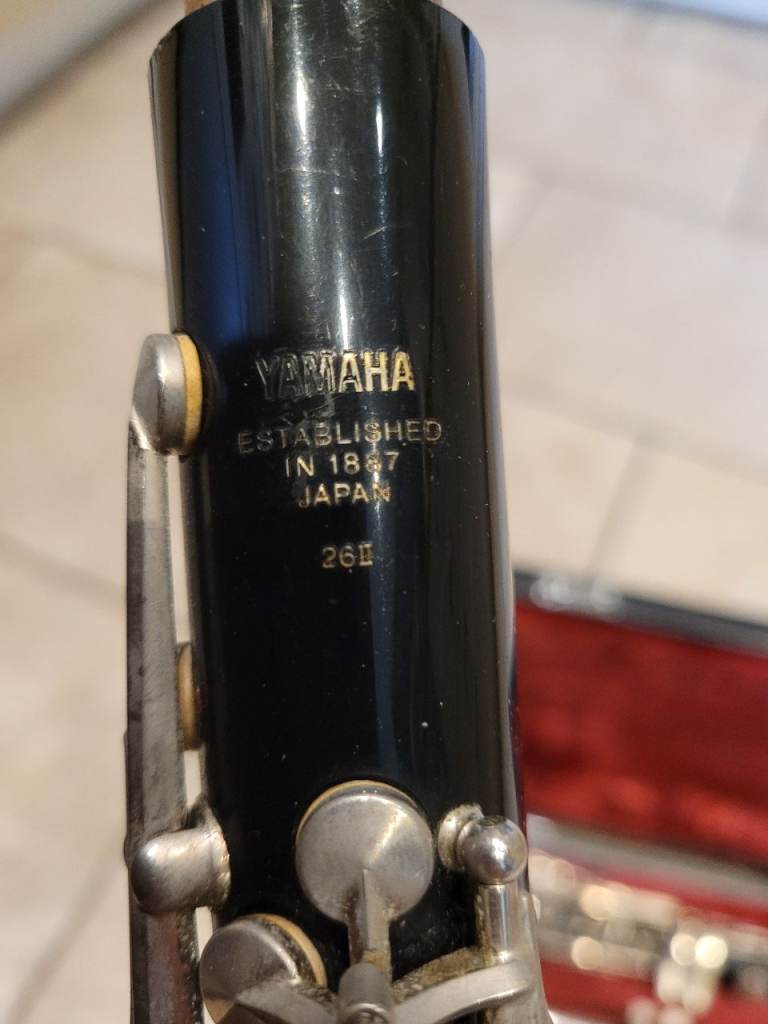 YAMAHA
ESTABLISHED
IN 1887
JAPAN
26II